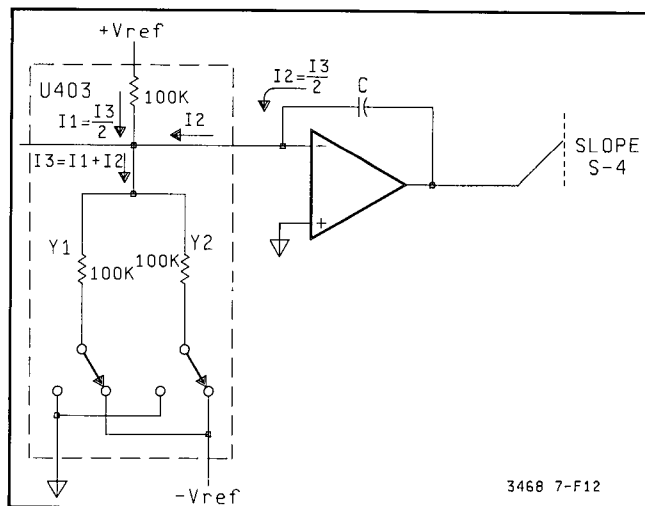 +Vref
U403
100K
I1=I3/2
I2
I2=I3/2
C
I3=I1+I2
−
+
SLOPE
S-4
Y1
100K
100K
Y2
-Vref
3468 7-F12